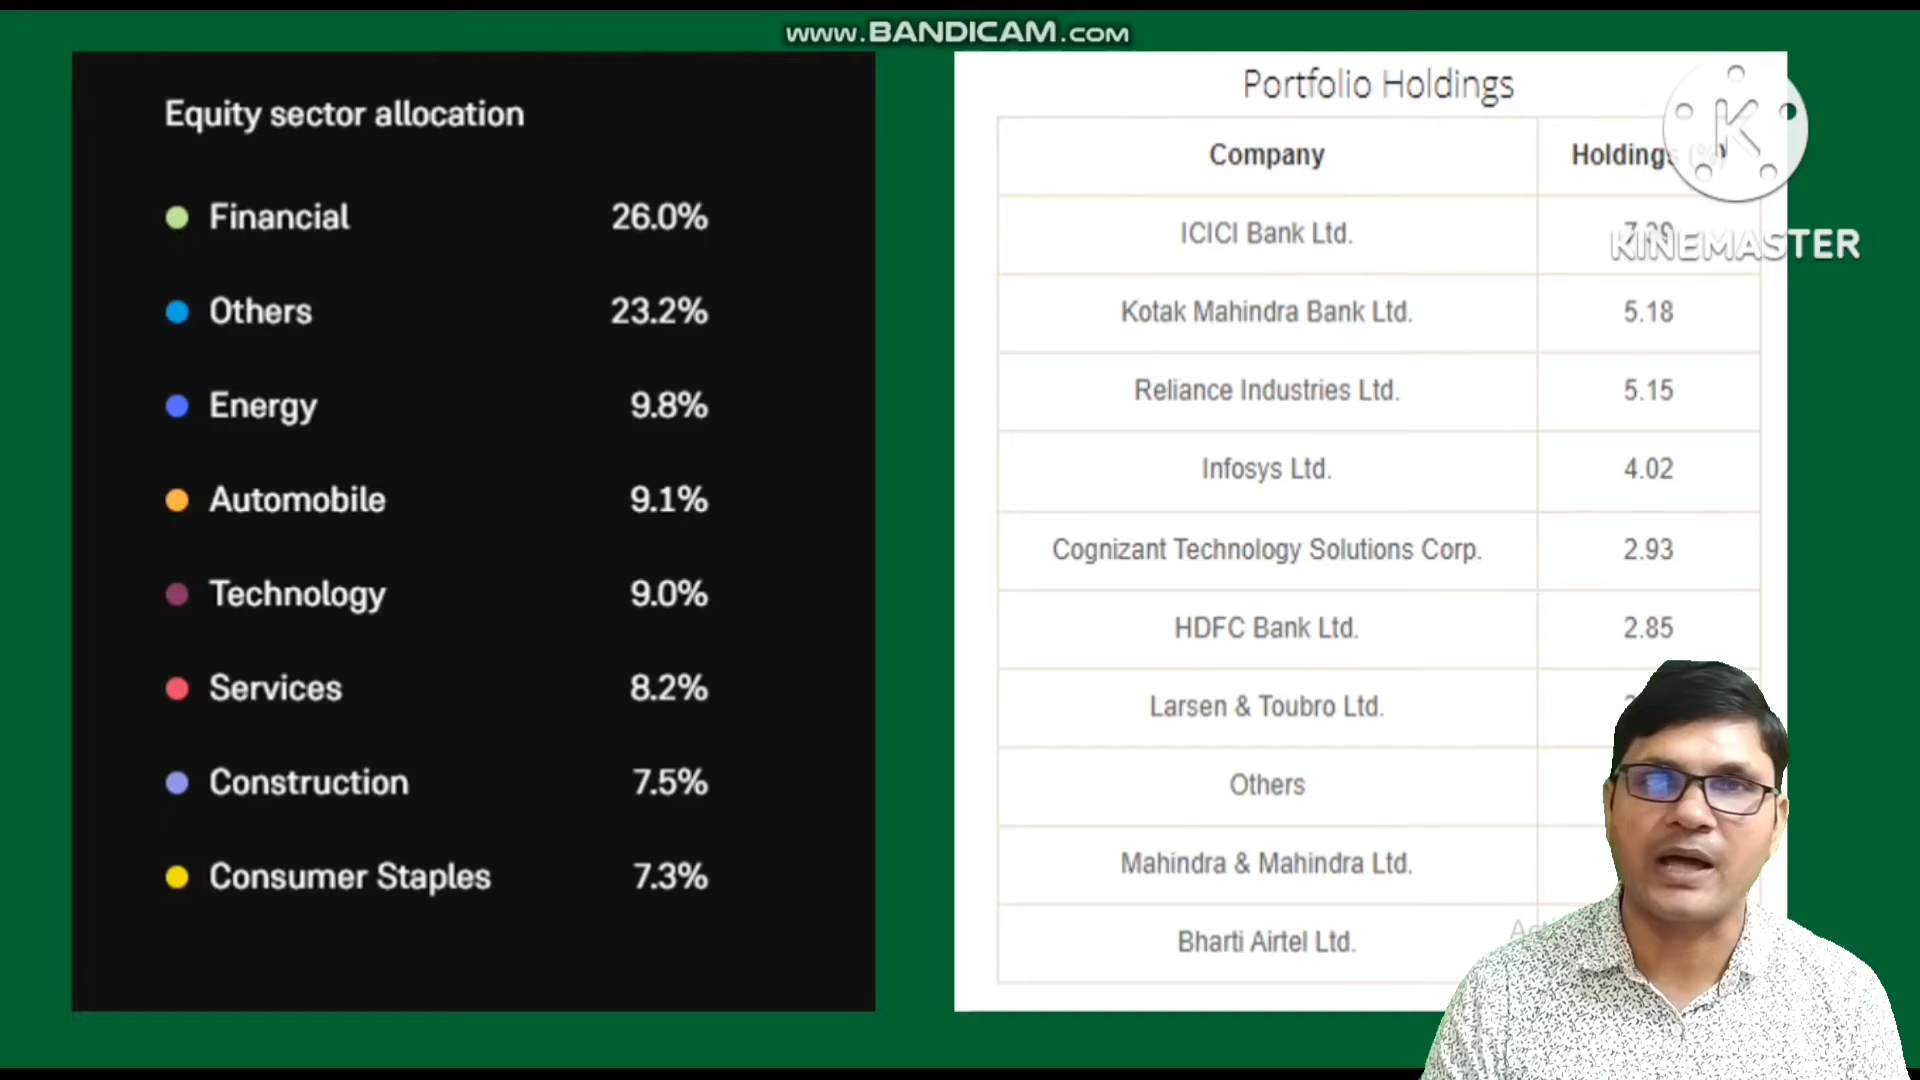 www.BANDICAM.com
Equity sector allocation
Financial 26.0%
Others 23.2%
Energy 9.8%
Automobile 9.1%
Technology 9.0%
Services 8.2%
Construction 7.5%
Consumer Staples 7.3%
Portfolio Holdings
Company Holdings (%)
ICICI Bank Ltd.
Kotak Mahindra Bank Ltd. 5.18
Reliance Industries Ltd. 5.15
Infosys Ltd. 4.02
Cognizant Technology Solutions Corp. 2.93
HDFC Bank Ltd. 2.85
Larsen & Toubro Ltd.
Others
Mahindra & Mahindra Ltd.
Bharti Airtel Ltd.
K
KINEMASTER